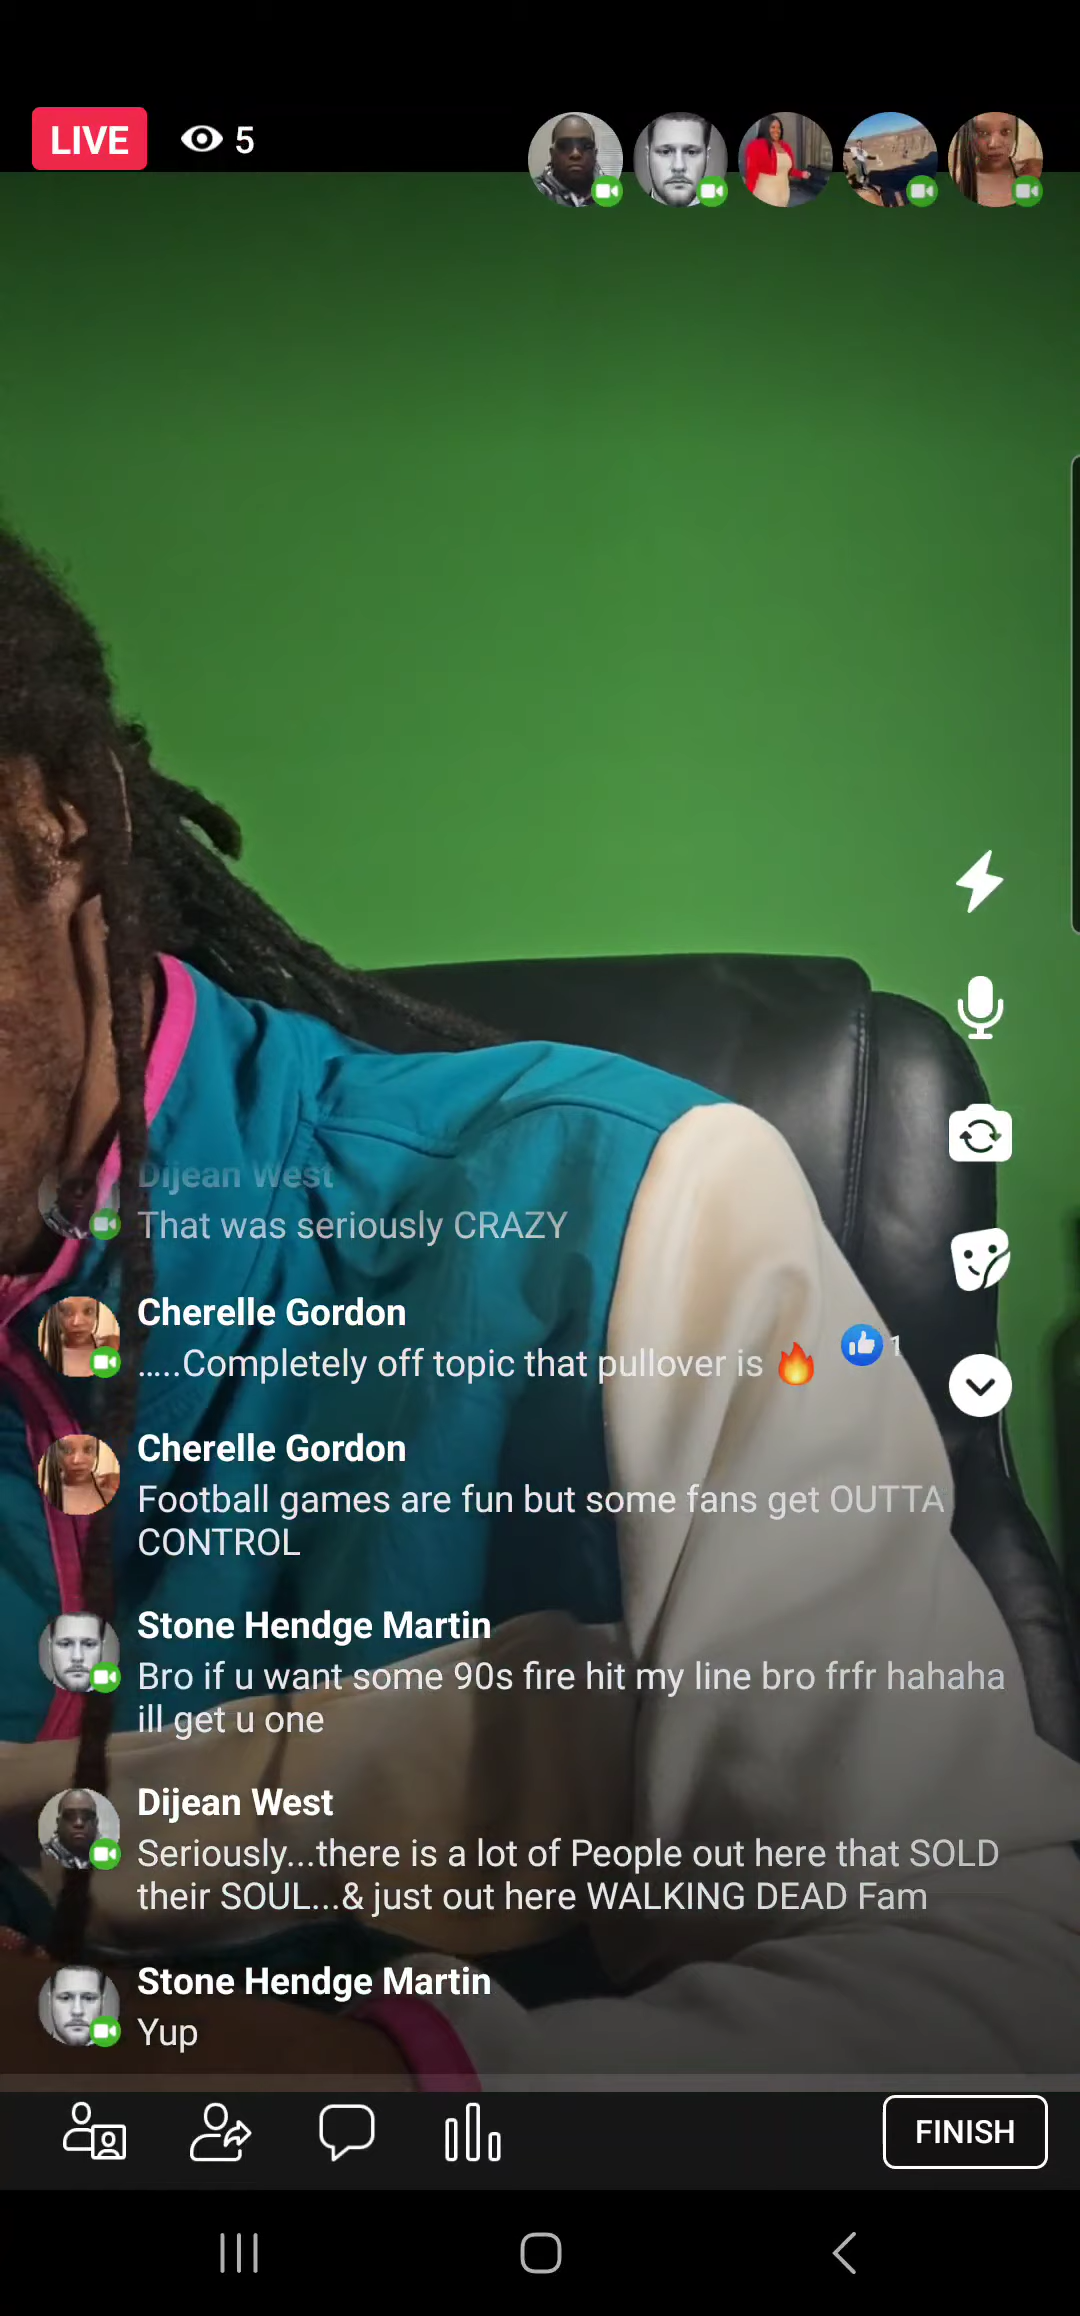 LIVE 5
Dijean West
That was seriously CRAZY
Cherelle Gordon
.....Completely off topic that pullover is 🔥 1
Cherelle Gordon
Football games are fun but some fans get OUTTA
CONTROL
Stone Hendge Martin
Bro if u want some 90s fire hit my line bro frfr hahaha
ill get u one
Dijean West
Seriously...there is a lot of People out here that SOLD
their SOUL...& just out here WALKING DEAD Fam
Stone Hendge Martin
Yup
FINISH